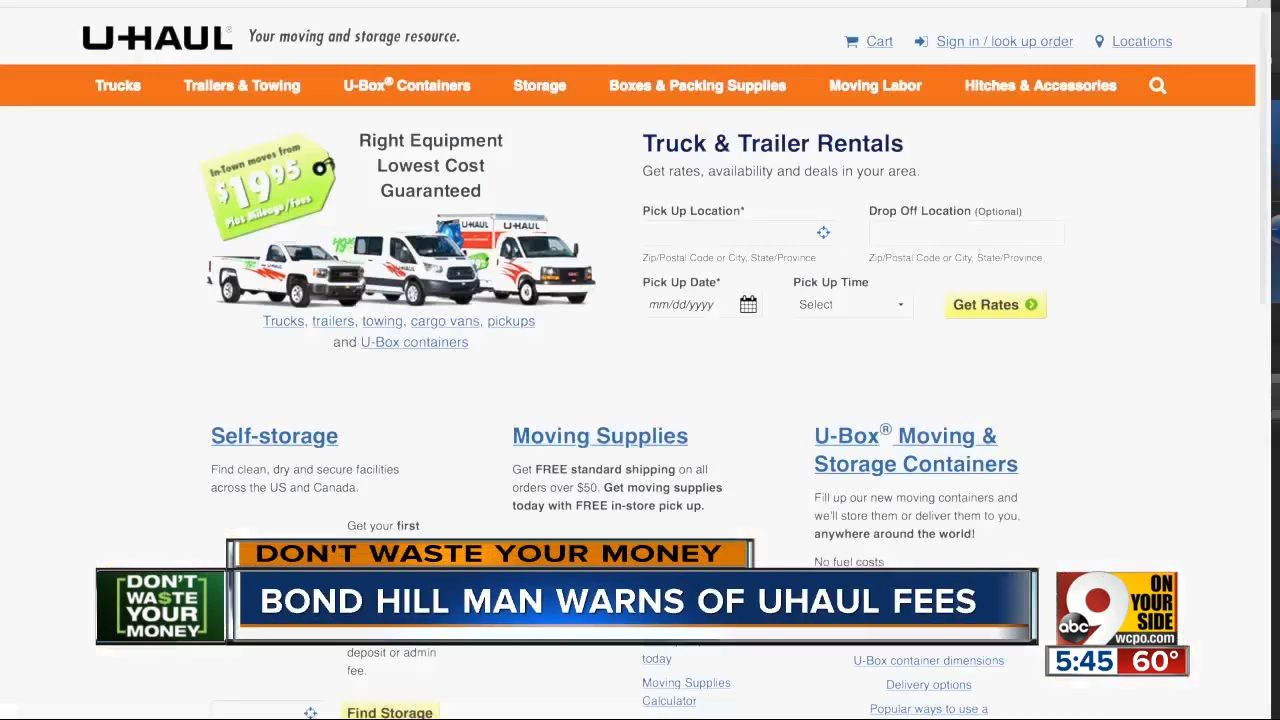 U-HAUL® Your moving and storage resource.
Cart Sign in / look up order Locations
Trucks Trailers & Towing U-Box® Containers Storage Boxes & Packing Supplies Moving Labor Hitches & Accessories
In-Town moves from
$19.95
Plus Mileage/Fees
Right Equipment
Lowest Cost
Guaranteed
U-HAUL U-HAUL
Trucks, trailers, towing, cargo vans, pickups
and U-Box containers
Truck & Trailer Rentals
Get rates, availability and deals in your area.
Pick Up Location* Drop Off Location (Optional)
Zip/Postal Code or City, State/Province Zip/Postal Code or City, State/Province
Pick Up Date* Pick Up Time
mm/dd/yyyy Select Get Rates
Self-storage
Find clean, dry and secure facilities
across the US and Canada.
Get your first
deposit or admin
fee.
Find Storage
Moving Supplies
Get FREE standard shipping on all
orders over $50. Get moving supplies
today with FREE in-store pick up.
today
Moving Supplies
Calculator
U-Box® Moving &
Storage Containers
Fill up our new moving containers and
we'll store them or deliver them to you,
anywhere around the world!
No fuel costs
U-Box container dimensions
Delivery options
Popular ways to use a
DON'T WASTE YOUR MONEY
DON'T
WA$TE
YOUR
MONEY
BOND HILL MAN WARNS OF UHAUL FEES
abc 9 ON
YOUR
SIDE
wcpo.com
5:45 60°